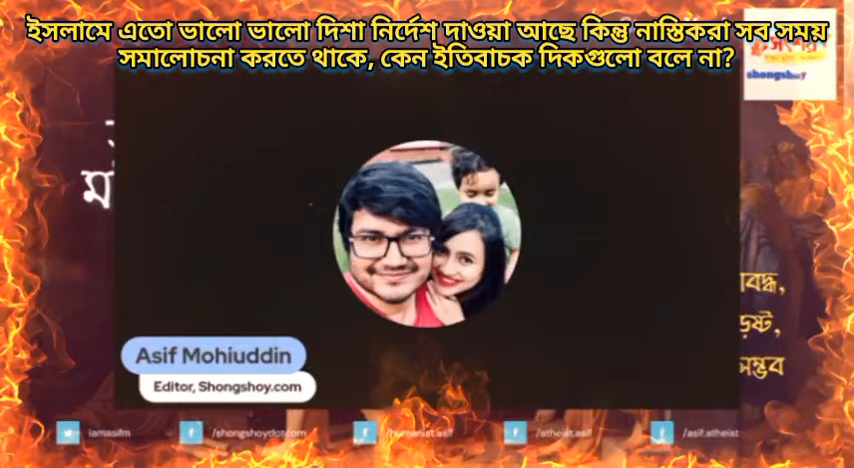 ইসলামে এতো ভালো ভালো দিশা নির্দেশ দাওয়া আছে কিন্তু নাস্তিকরা সব সময়
সমালোচনা করতে থাকে, কেন ইতিবাচক দিকগুলো বলে না?
shongshoy
Asif Mohiuddin
Editor, Shongshoy.com
iamasifm
/shongshoydotcom
/humanist.asif
/atheist.asif
/asif.atheist